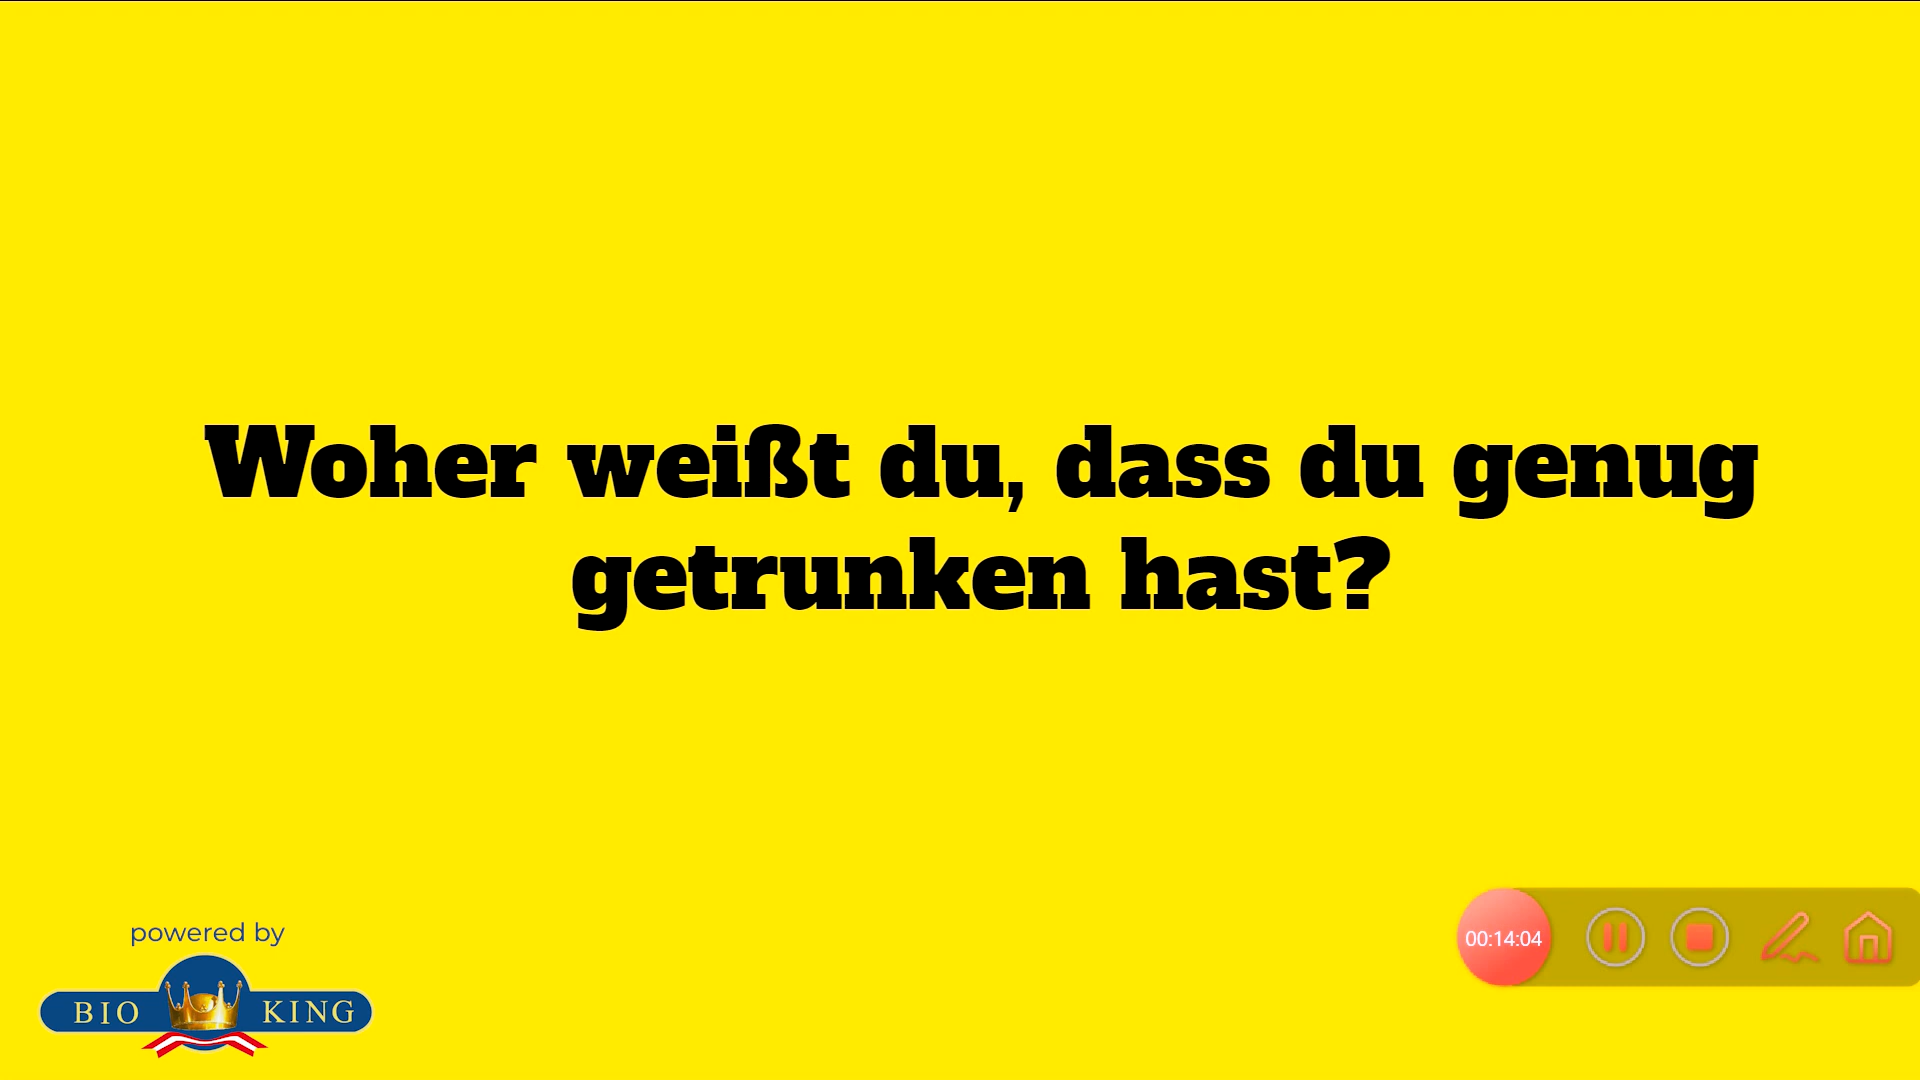 Woher weißt du, dass du genug
getrunken hast?
powered by
BIO KING
00:14:04